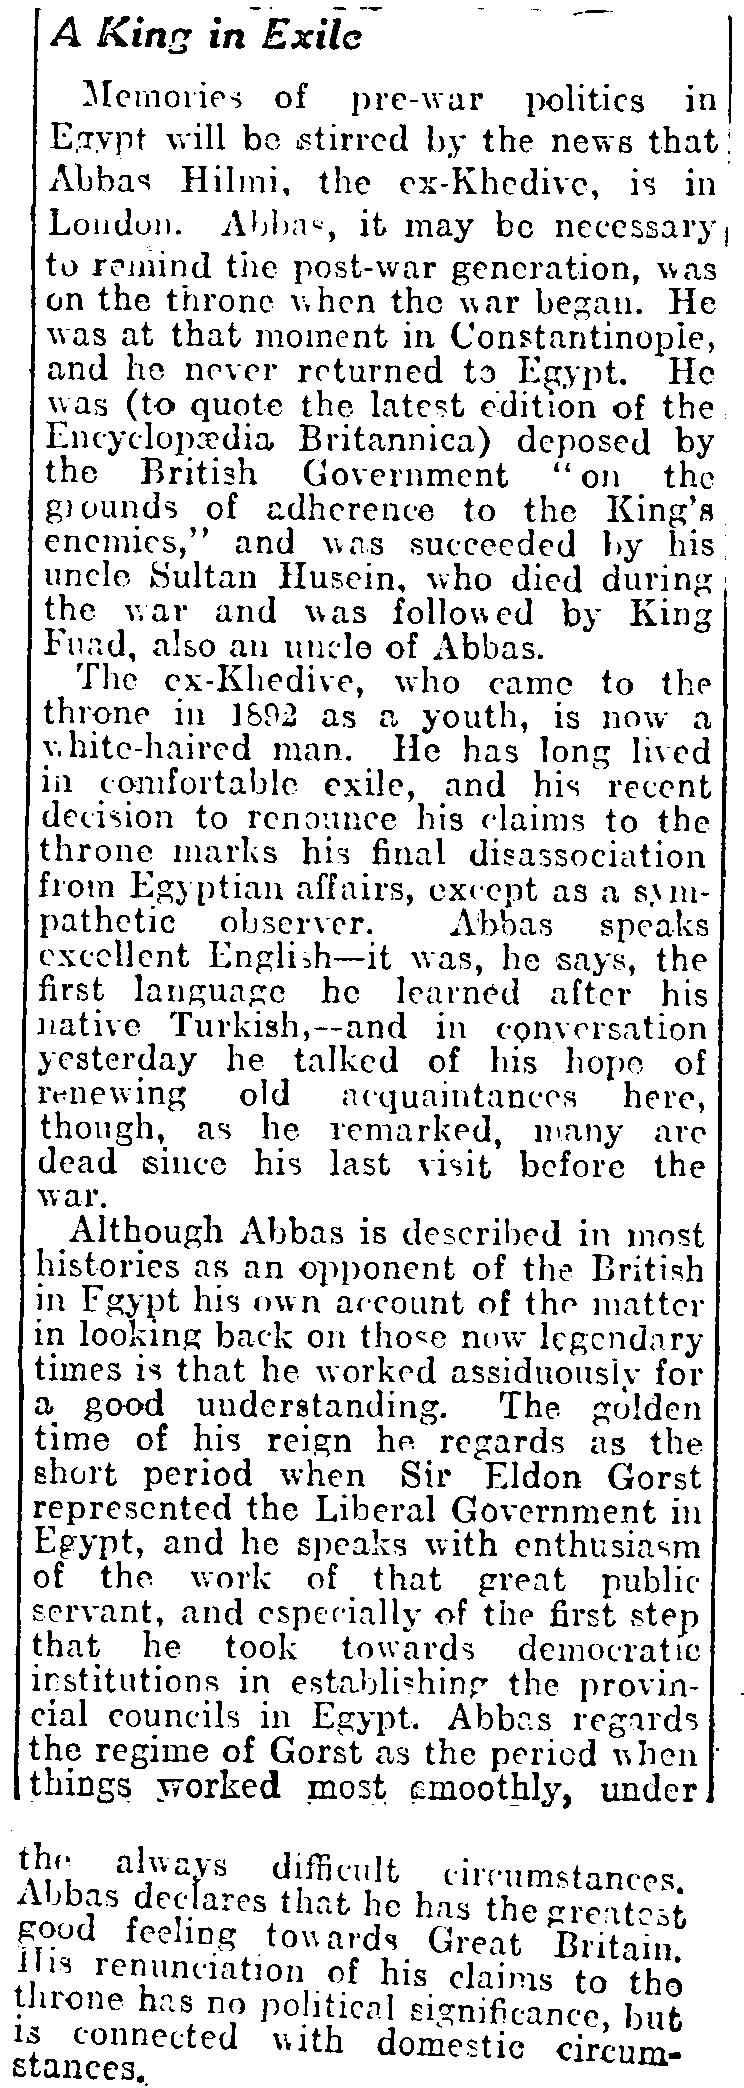 A King in Exile
Memories of pre-war politics in
Egypt will be stirred by the news that
Abbas Hilmi, the ex-Khedive, is in
London. Abbas, it may be necessary
to remind the post-war generation, was
on the throne when the war began. He
was at that moment in Constantinople,
and he never returned to Egypt. He
was (to quote the latest edition of the
Encyclopædia Britannica) deposed by
the British Government "on the
grounds of adherence to the King's
enemies," and was succeeded by his
uncle Sultan Husein, who died during
the war and was followed by King
Fuad, also an uncle of Abbas.
The ex-Khedive, who came to the
throne in 1892 as a youth, is now a
white-haired man. He has long lived
in comfortable exile, and his recent
decision to renounce his claims to the
throne marks his final disassociation
from Egyptian affairs, except as a sym-
pathetic observer. Abbas speaks
excellent English—it was, he says, the
first language he learned after his
native Turkish,—and in conversation
yesterday he talked of his hope of
renewing old acquaintances here,
though, as he remarked, many are
dead since his last visit before the
war.
Although Abbas is described in most
histories as an opponent of the British
in Egypt his own account of the matter
in looking back on those now legendary
times is that he worked assiduously for
a good understanding. The golden
time of his reign he regards as the
short period when Sir Eldon Gorst
represented the Liberal Government in
Egypt, and he speaks with enthusiasm
of the work of that great public
servant, and especially of the first step
that he took towards democratic
institutions in establishing the provin-
cial councils in Egypt. Abbas regards
the regime of Gorst as the period when
things worked most smoothly, under
the always difficult circumstances.
Abbas declares that he has the greatest
good feeling towards Great Britain.
His renunciation of his claims to the
throne has no political significance, but
is connected with domestic circum-
stances.